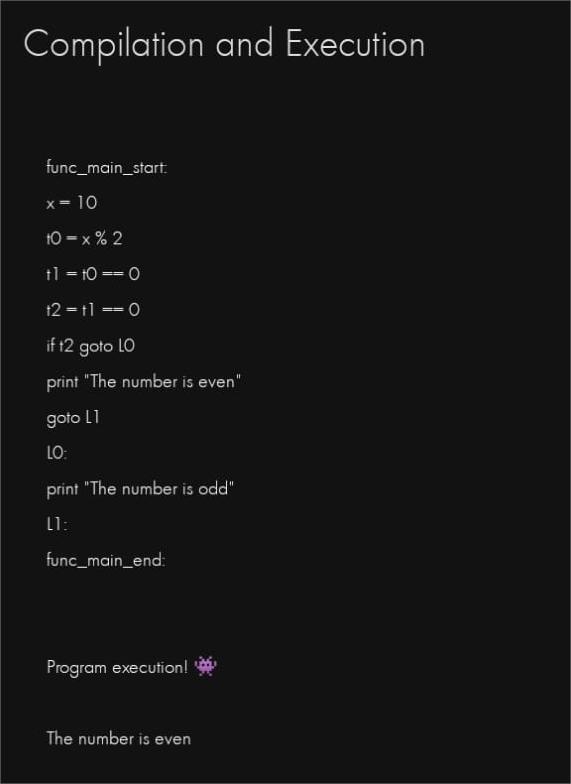 Compilation and Execution
func_main_start:
x = 10
t0 = x % 2
t1 = t0 == 0
t2 = t1 == 0
if t2 goto L0
print "The number is even"
goto L1
L0:
print "The number is odd"
L1:
func_main_end:
Program execution! 👾
The number is even